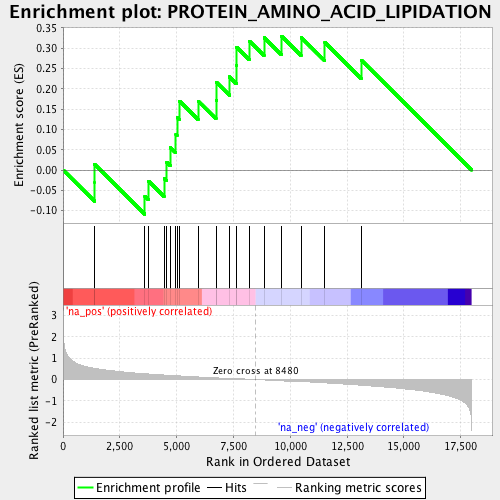 Enrichment plot: PROTEIN_AMINO_ACID_LIPIDATION
Enrichment score (ES)
0.35
0.30
0.25
0.20
0.15
0.10
0.05
0.00
-0.05
-0.10
'na_pos' (positively correlated)
Ranked list metric (PreRanked)
3
2
1
0
-1
-2
Zero cross at 8480
'na_neg' (negatively correlated)
0
2,500
5,000
7,500
10,000
12,500
15,000
17,500
Rank in Ordered Dataset
Enrichment profile
Hits
Ranking metric scores